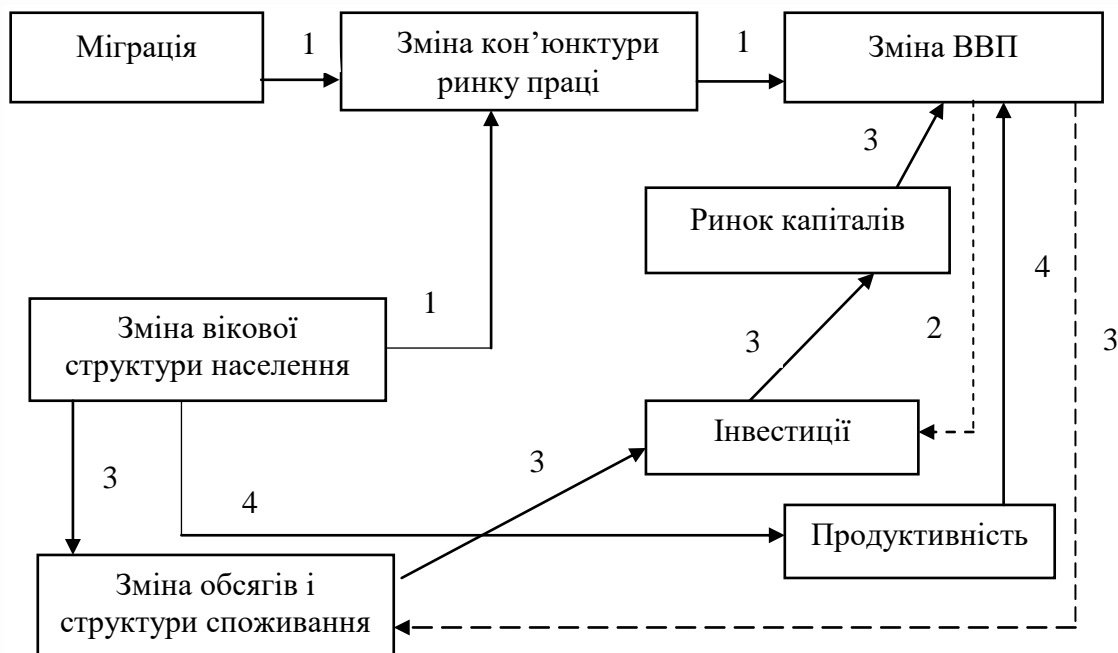 Міграція
1
Зміна кон’юнктури
ринку праці
1
Зміна ВВП
3
Ринок капіталів
4
Зміна вікової
структури населення
1
3
2
3
Інвестиції
3
3
4
Продуктивність
Зміна обсягів і
структури споживання